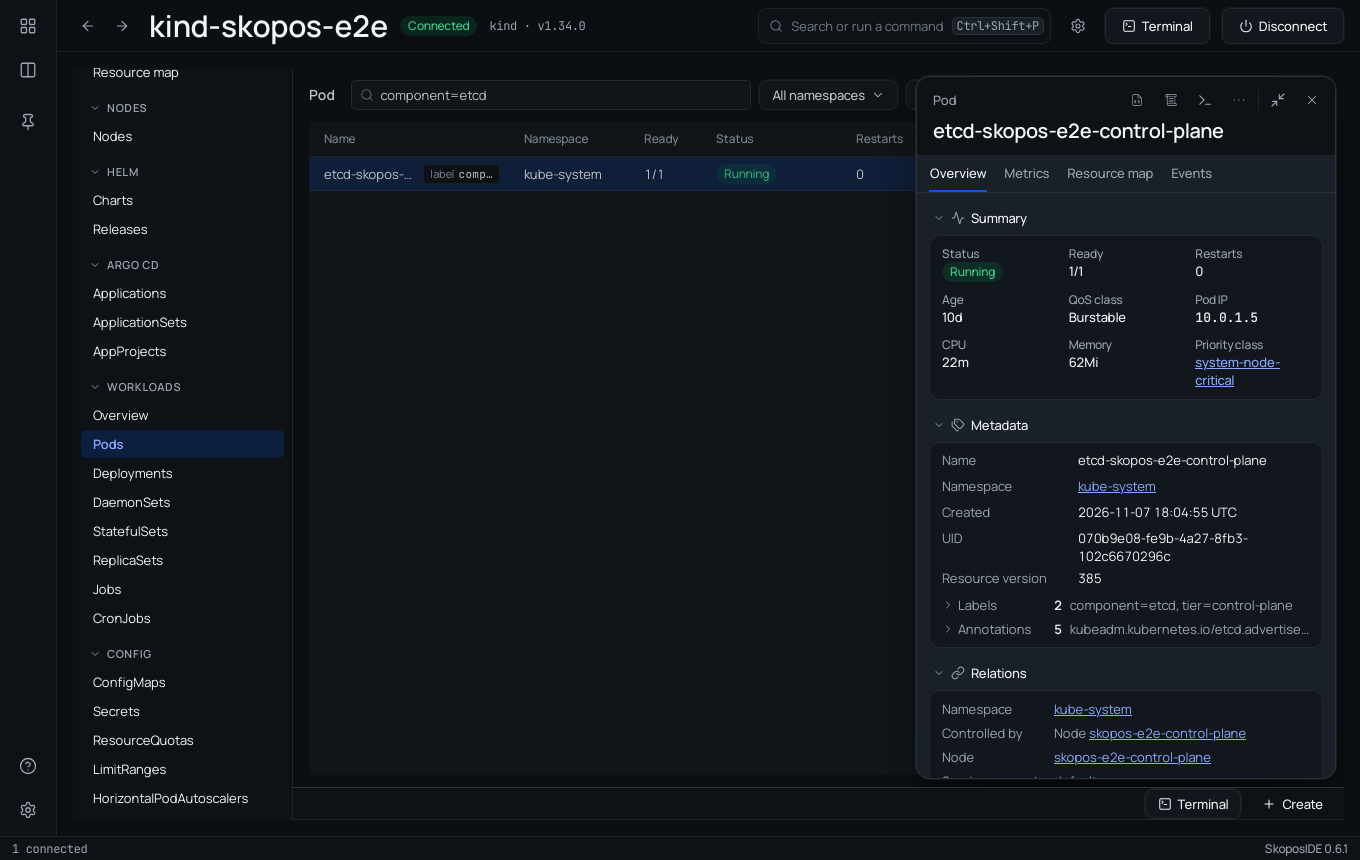 kind-skopos-e2e Connected kind · v1.34.0 Search or run a command Ctrl+Shift+P Terminal Disconnect
Resource map
NODES
Nodes
HELM
Charts
Releases
ARGO CD
Applications
ApplicationSets
AppProjects
WORKLOADS
Overview
Pods
Deployments
DaemonSets
StatefulSets
ReplicaSets
Jobs
CronJobs
CONFIG
ConfigMaps
Secrets
ResourceQuotas
LimitRanges
HorizontalPodAutoscalers
Pod component=etcd All namespaces
Name Namespace Ready Status Restarts
etcd-skopos-... label comp... kube-system 1/1 Running 0
Pod
etcd-skopos-e2e-control-plane
Overview Metrics Resource map Events
Summary
Status Ready Restarts
Running 1/1 0
Age QoS class Pod IP
10d Burstable 10.0.1.5
CPU Memory Priority class
22m 62Mi system-node-
critical
Metadata
Name etcd-skopos-e2e-control-plane
Namespace kube-system
Created 2026-11-07 18:04:55 UTC
UID 070b9e08-fe9b-4a27-8fb3-
102c6670296c
Resource version 385
Labels 2 component=etcd, tier=control-plane
Annotations 5 kubeadm.kubernetes.io/etcd.advertise...
Relations
Namespace kube-system
Controlled by Node skopos-e2e-control-plane
Node skopos-e2e-control-plane
Terminal + Create
1 connected SkoposIDE 0.6.1